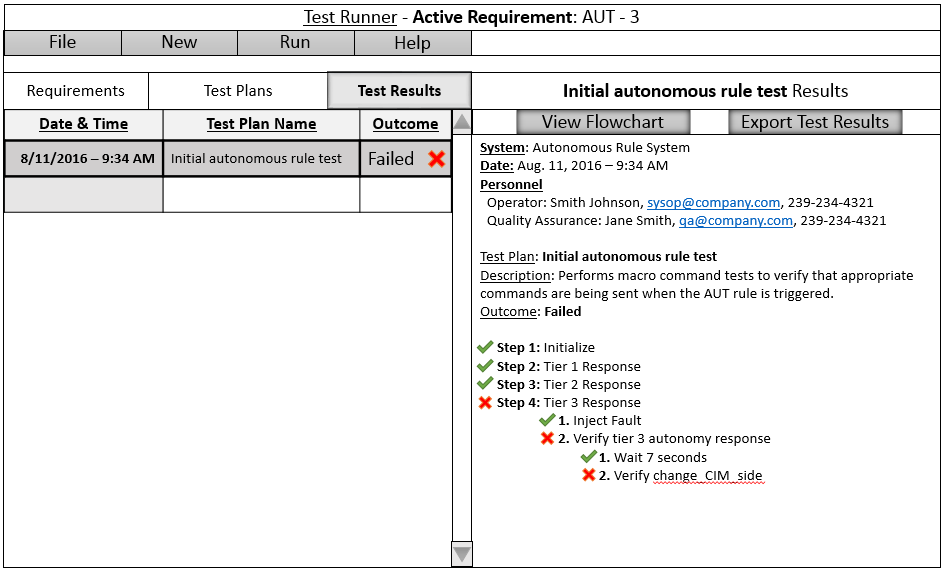 Test Runner - Active Requirement: AUT - 3
File New Run Help
Requirements Test Plans Test Results
Initial autonomous rule test Results
Date & Time Test Plan Name Outcome
View Flowchart Export Test Results
8/11/2016 – 9:34 AM Initial autonomous rule test Failed
System: Autonomous Rule System
Date: Aug. 11, 2016 – 9:34 AM
Personnel
Operator: Smith Johnson, sysop@company.com, 239-234-4321
Quality Assurance: Jane Smith, qa@company.com, 239-234-4321
Test Plan: Initial autonomous rule test
Description: Performs macro command tests to verify that appropriate
commands are being sent when the AUT rule is triggered.
Outcome: Failed
Step 1: Initialize
Step 2: Tier 1 Response
Step 3: Tier 2 Response
Step 4: Tier 3 Response
1. Inject Fault
2. Verify tier 3 autonomy response
1. Wait 7 seconds
2. Verify change_CIM_side